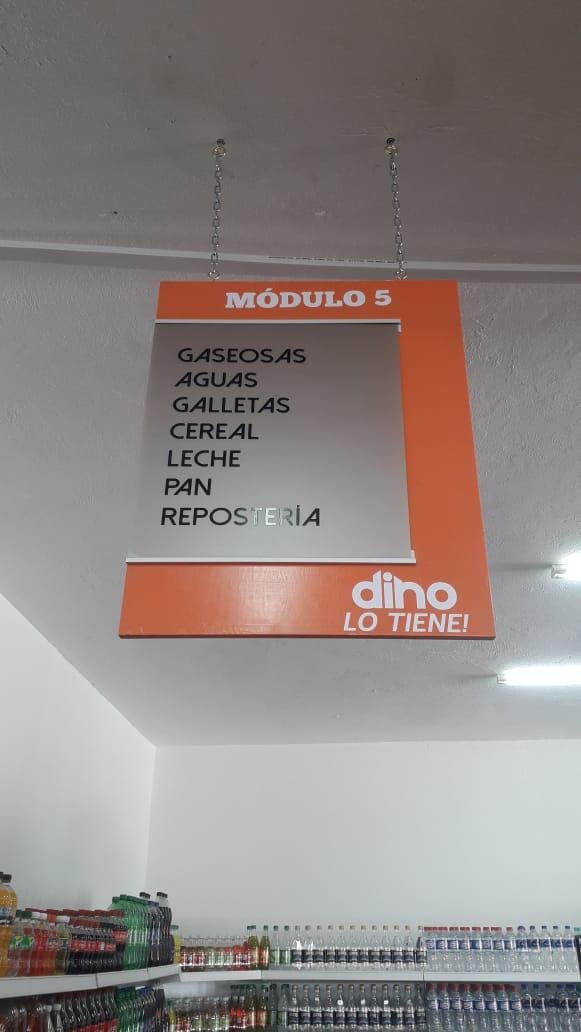 MÓDULO 5
GASEOSAS
AGUAS
GALLETAS
CEREAL
LECHE
PAN
REPOSTERÍA
dino
LO TIENE!